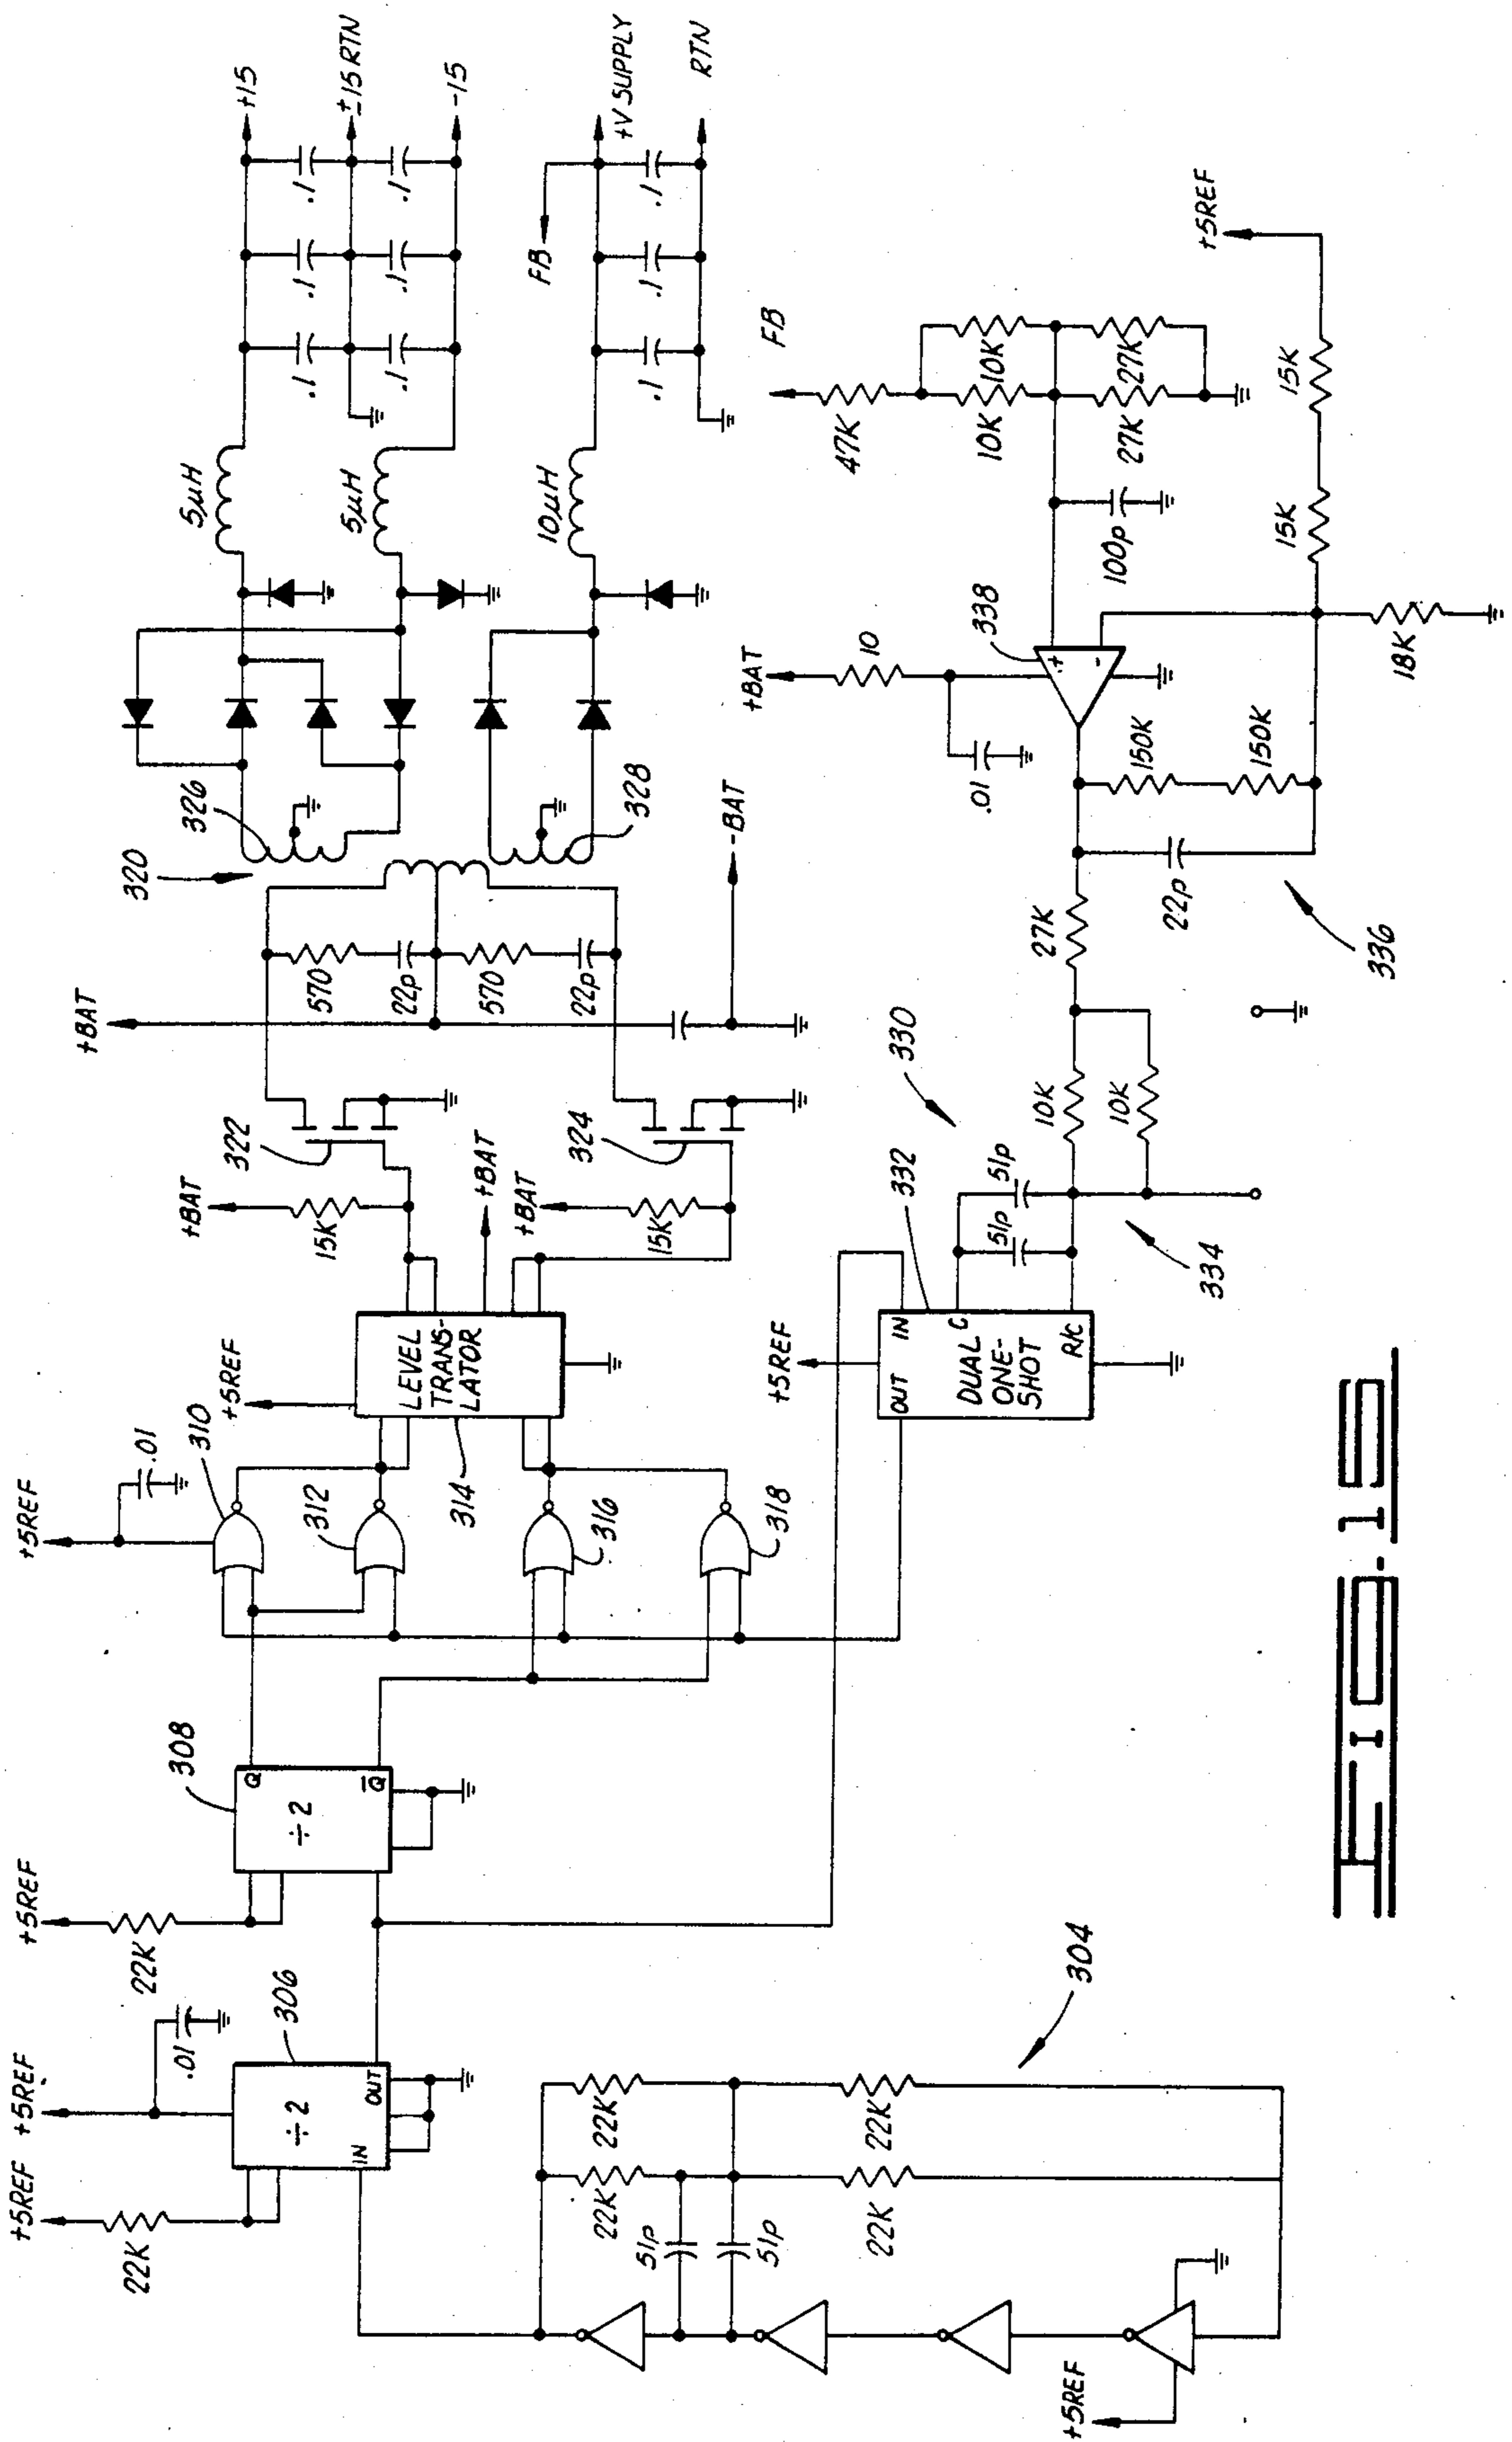 +15
±15 RTN
-15
+V SUPPLY
RTN
.1
.1
.1
.1
.1
.1
FB
.1
.1
.1
5μH
5μH
10μH
326
320
328
+BAT
-BAT
570
22p
570
22p
322
324
+BAT
15K
+BAT
+BAT
15K
+5REF
LEVEL
TRANS-
LATOR
314
+5REF
.01
310
312
316
318
308
Q
Q̅
÷2
+5REF
22K
306
÷2
IN
OUT
+5REF
.01
+5REF
22K
304
22K
22K
22K
22K
51p
51p
+5REF
330
332
+5REF
OUT
IN
C
R/C
DUAL
ONE-
SHOT
51p
51p
334
10K
10K
27K
336
22p
150K
150K
338
+
-
+BAT
10
.01
100p
FB
47K
10K
10K
27K
27K
+5REF
15K
15K
18K
FIG. 15